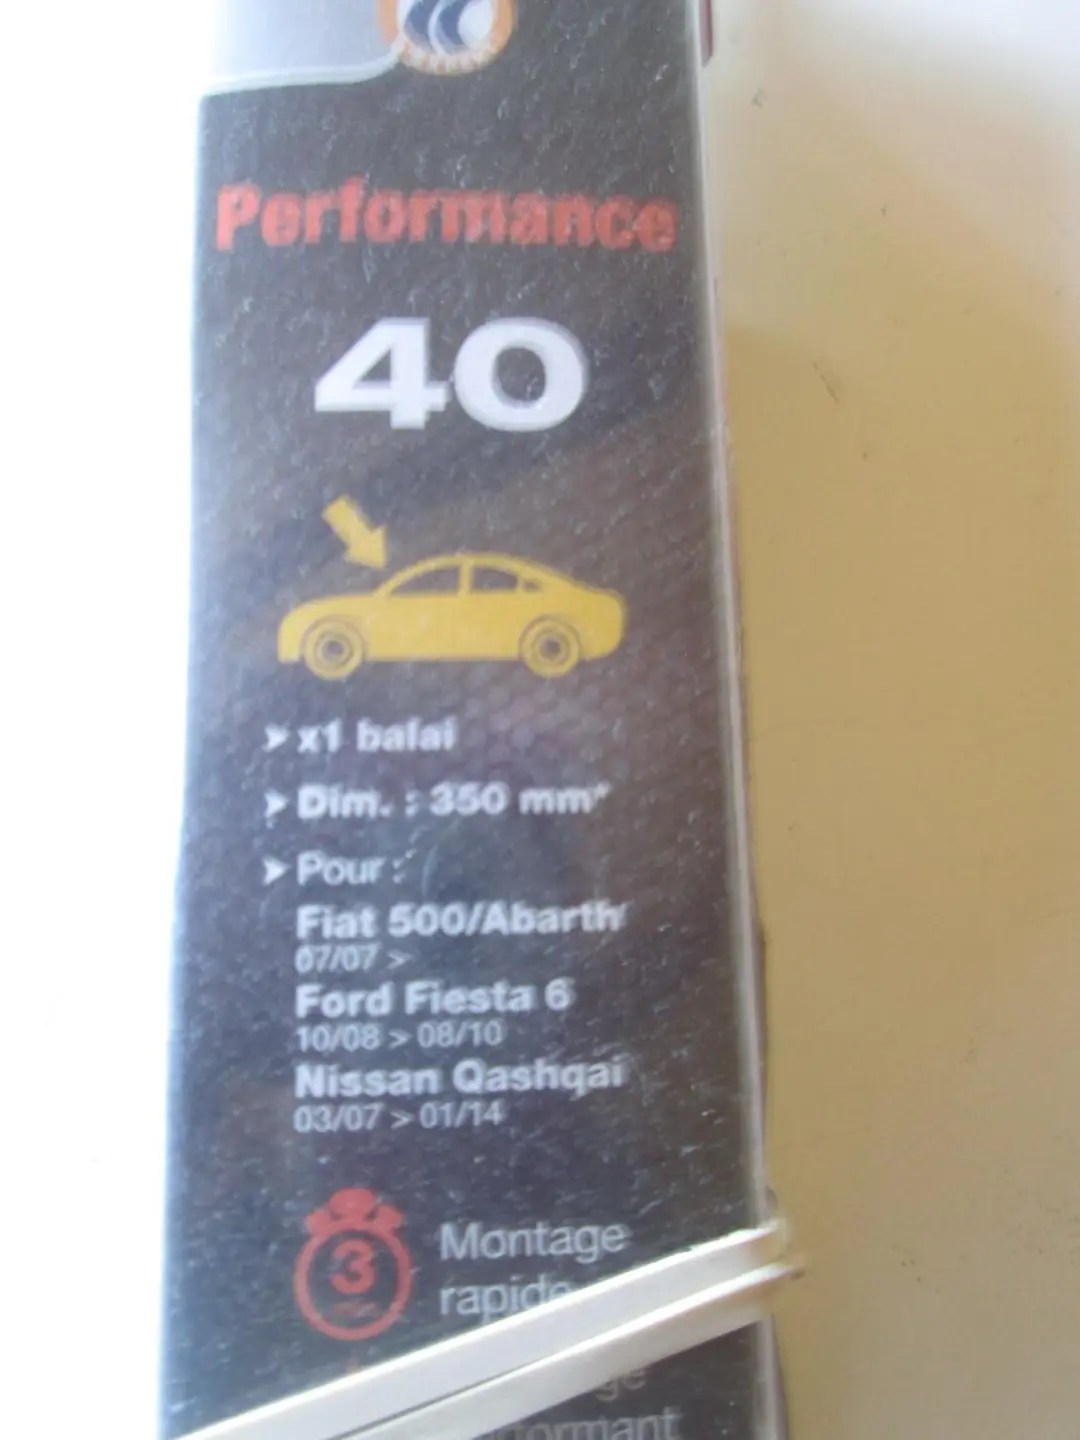 Performance
40
➤ x1 balai
➤ Dim. : 350 mm*
➤ Pour :
Fiat 500/Abarth
07/07 >
Ford Fiesta 6
10/08 > 08/10
Nissan Qashqai
03/07 > 01/14
3
Montage
rapide